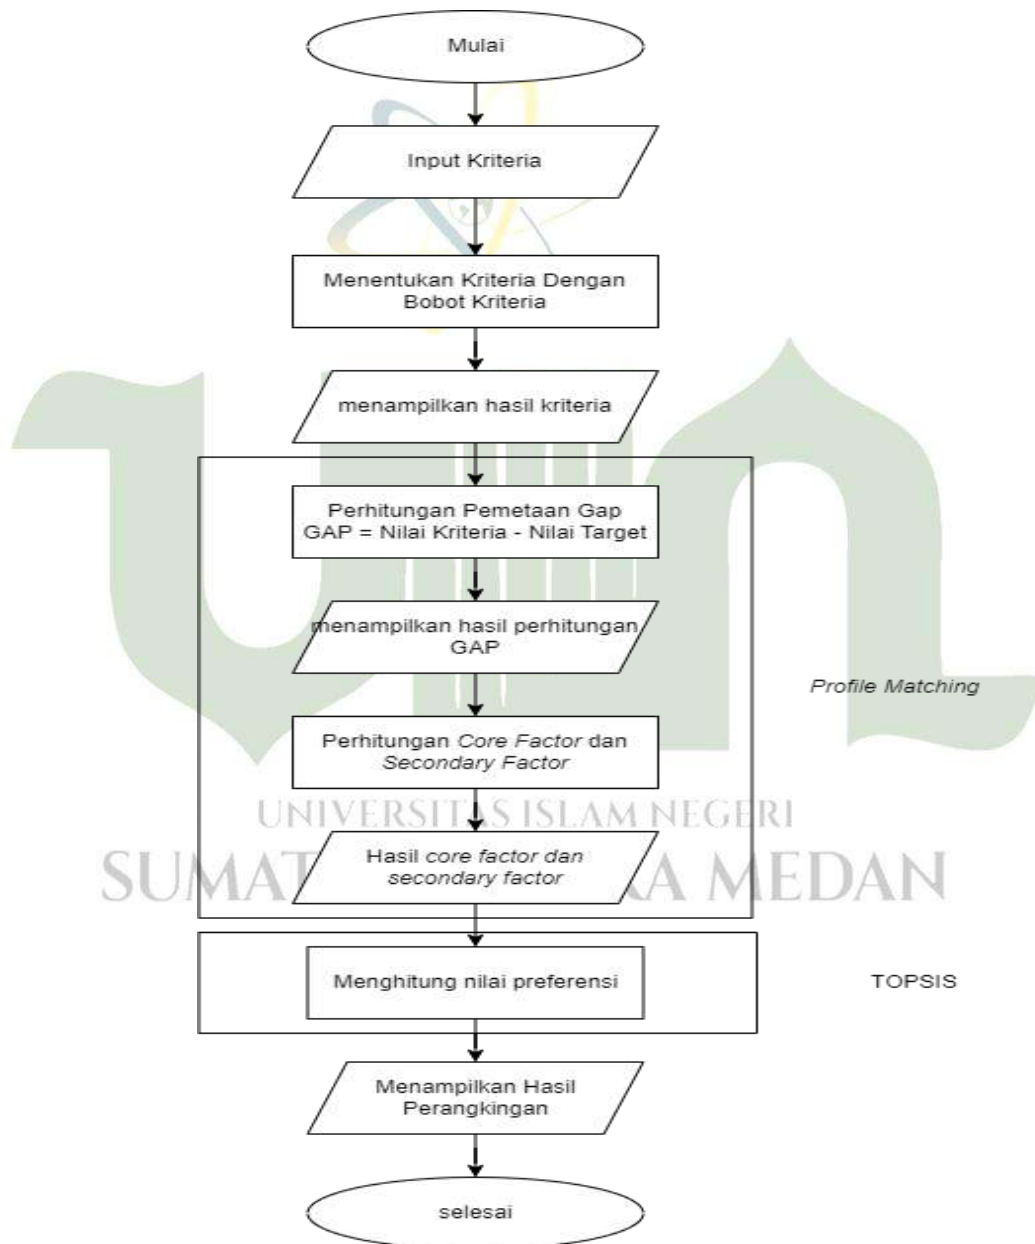 Mulai
Input Kriteria
Menentukan Kriteria Dengan
Bobot Kriteria
menampilkan hasil kriteria
Perhitungan Pemetaan Gap
GAP = Nilai Kriteria - Nilai Target
menampilkan hasil perhitungan
GAP
Profile Matching
Perhitungan Core Factor dan
Secondary Factor
UNIVERSITAS ISLAM NEGERI
Hasil core factor dan
secondary factor
SUMAT RA MEDAN
Menghitung nilai preferensi
TOPSIS
Menampilkan Hasil
Perangkingan
selesai